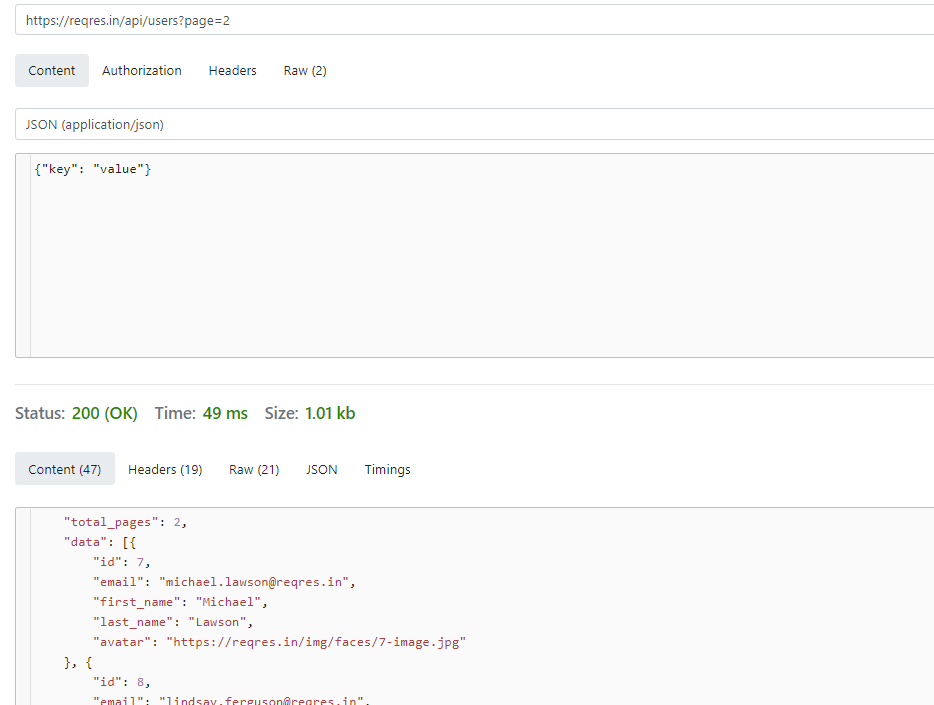 https://reqres.in/api/users?page=2
Content Authorization Headers Raw (2)
JSON (application/json)
{"key": "value"}
Status: 200 (OK) Time: 49 ms Size: 1.01 kb
Content (47) Headers (19) Raw (21) JSON Timings
"total_pages": 2,
"data": [{
"id": 7,
"email": "michael.lawson@reqres.in",
"first_name": "Michael",
"last_name": "Lawson",
"avatar": "https://reqres.in/img/faces/7-image.jpg"
}, {
"id": 8,
"email": "lindsay.ferguson@reqres.in",